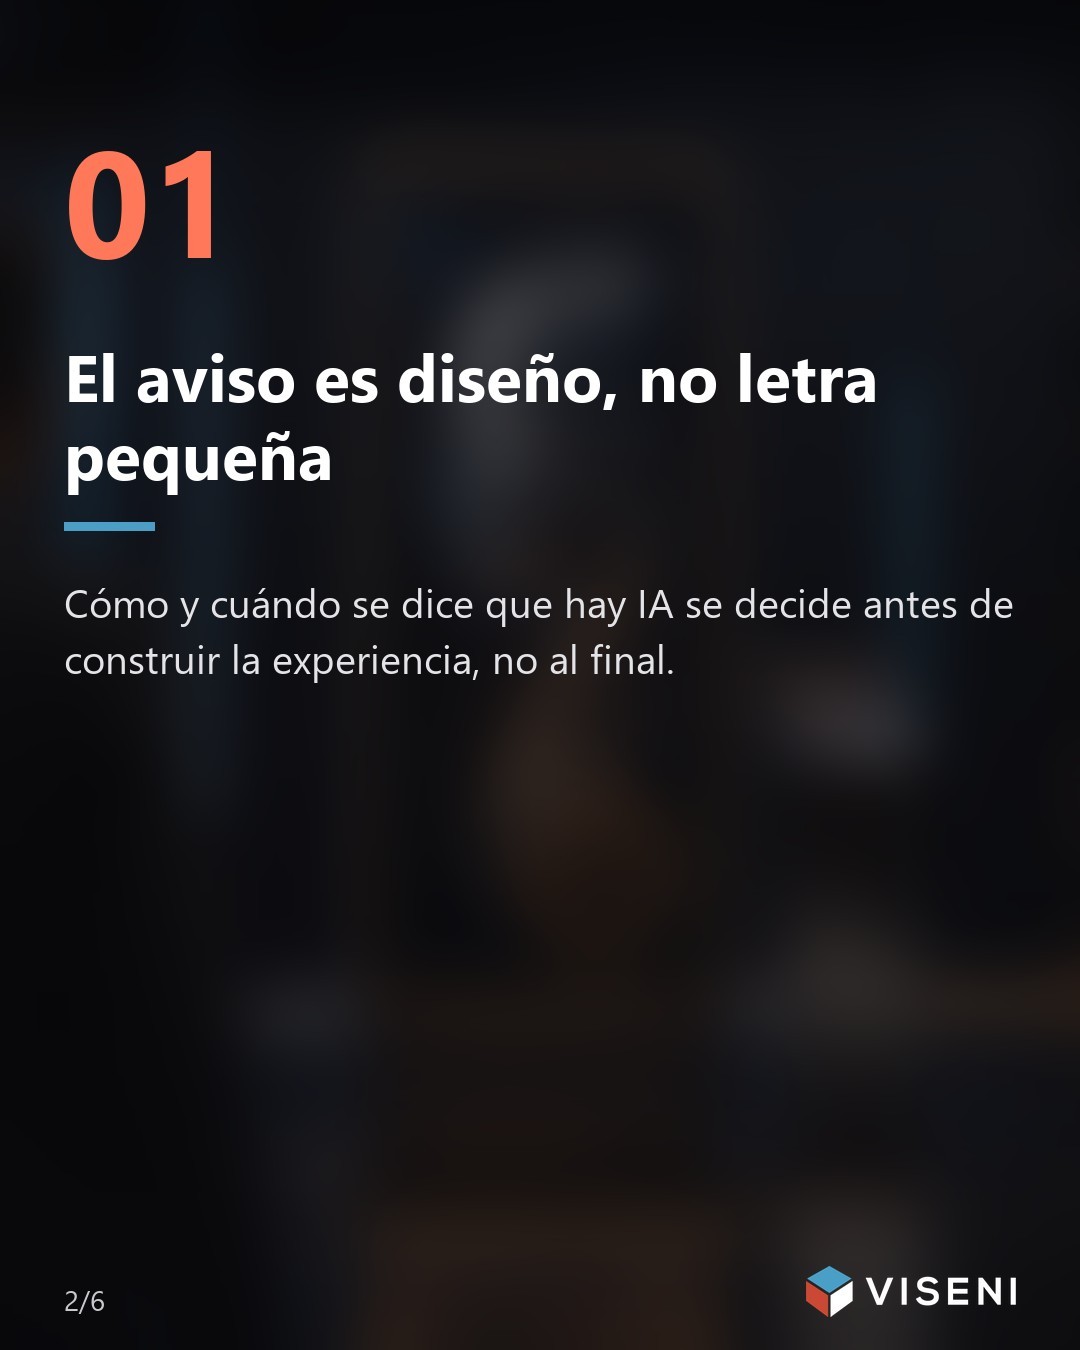 01
El aviso es diseño, no letra
pequeña
Cómo y cuándo se dice que hay IA se decide antes de
construir la experiencia, no al final.
2/6
VISENI